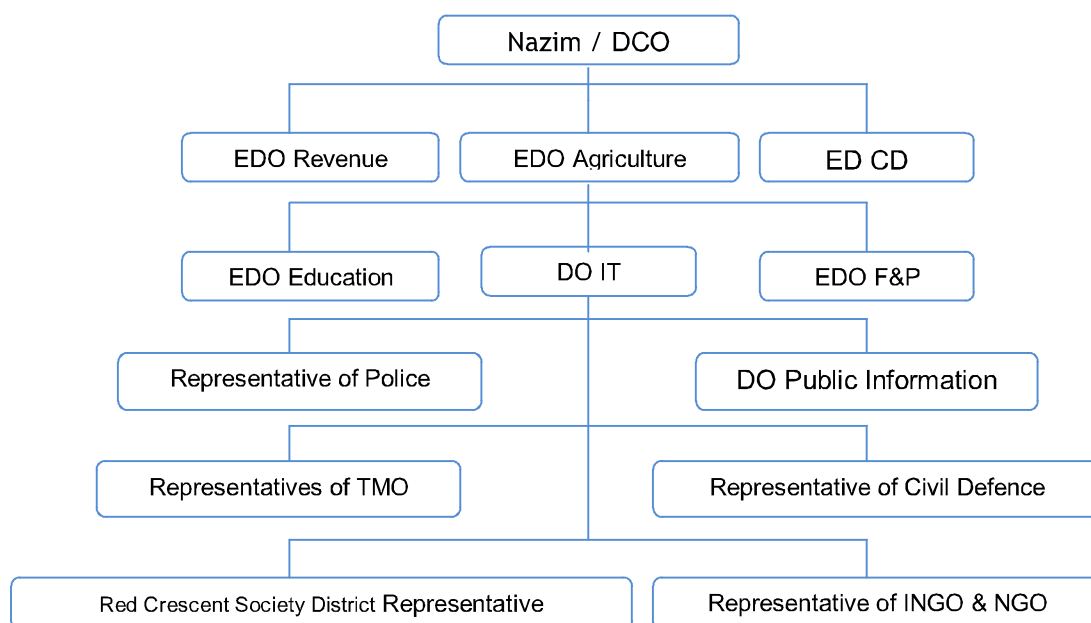 Nazim / DCO
EDO Revenue
EDO Agriculture
ED CD
EDO Education
DO IT
EDO F&P
Representative of Police
DO Public Information
Representatives of TMO
Representative of Civil Defence
Red Crescent Society District Representative
Representative of INGO & NGO